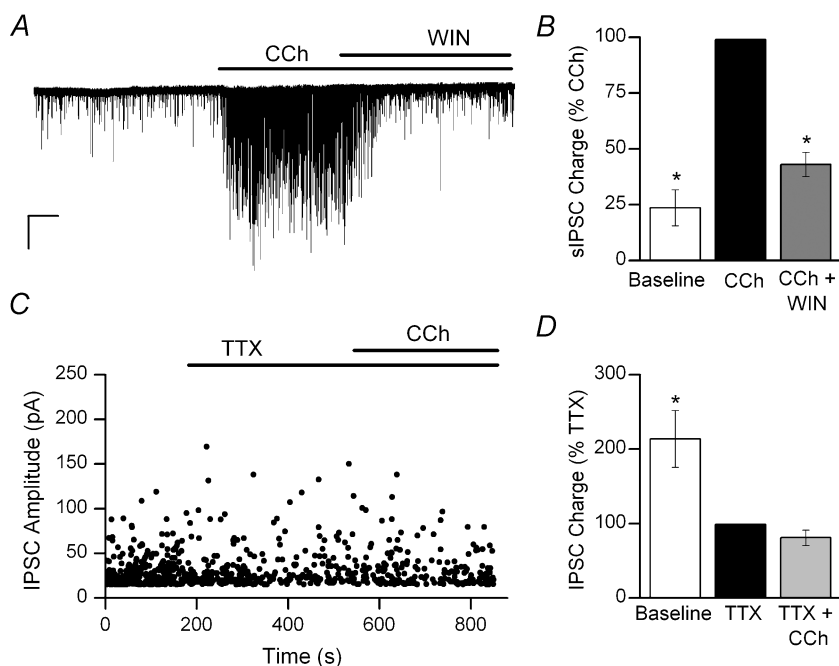 A
WIN
CCh
B
100
75
50
25
0
sIPSC Charge (% CCh)
*
*
Baseline
CCh
CCh +
WIN
C
CCh
TTX
250
200
150
100
50
0
IPSC Amplitude (pA)
0
200
400
600
800
Time (s)
D
300
200
100
0
IPSC Charge (% TTX)
*
Baseline
TTX
TTX +
CCh